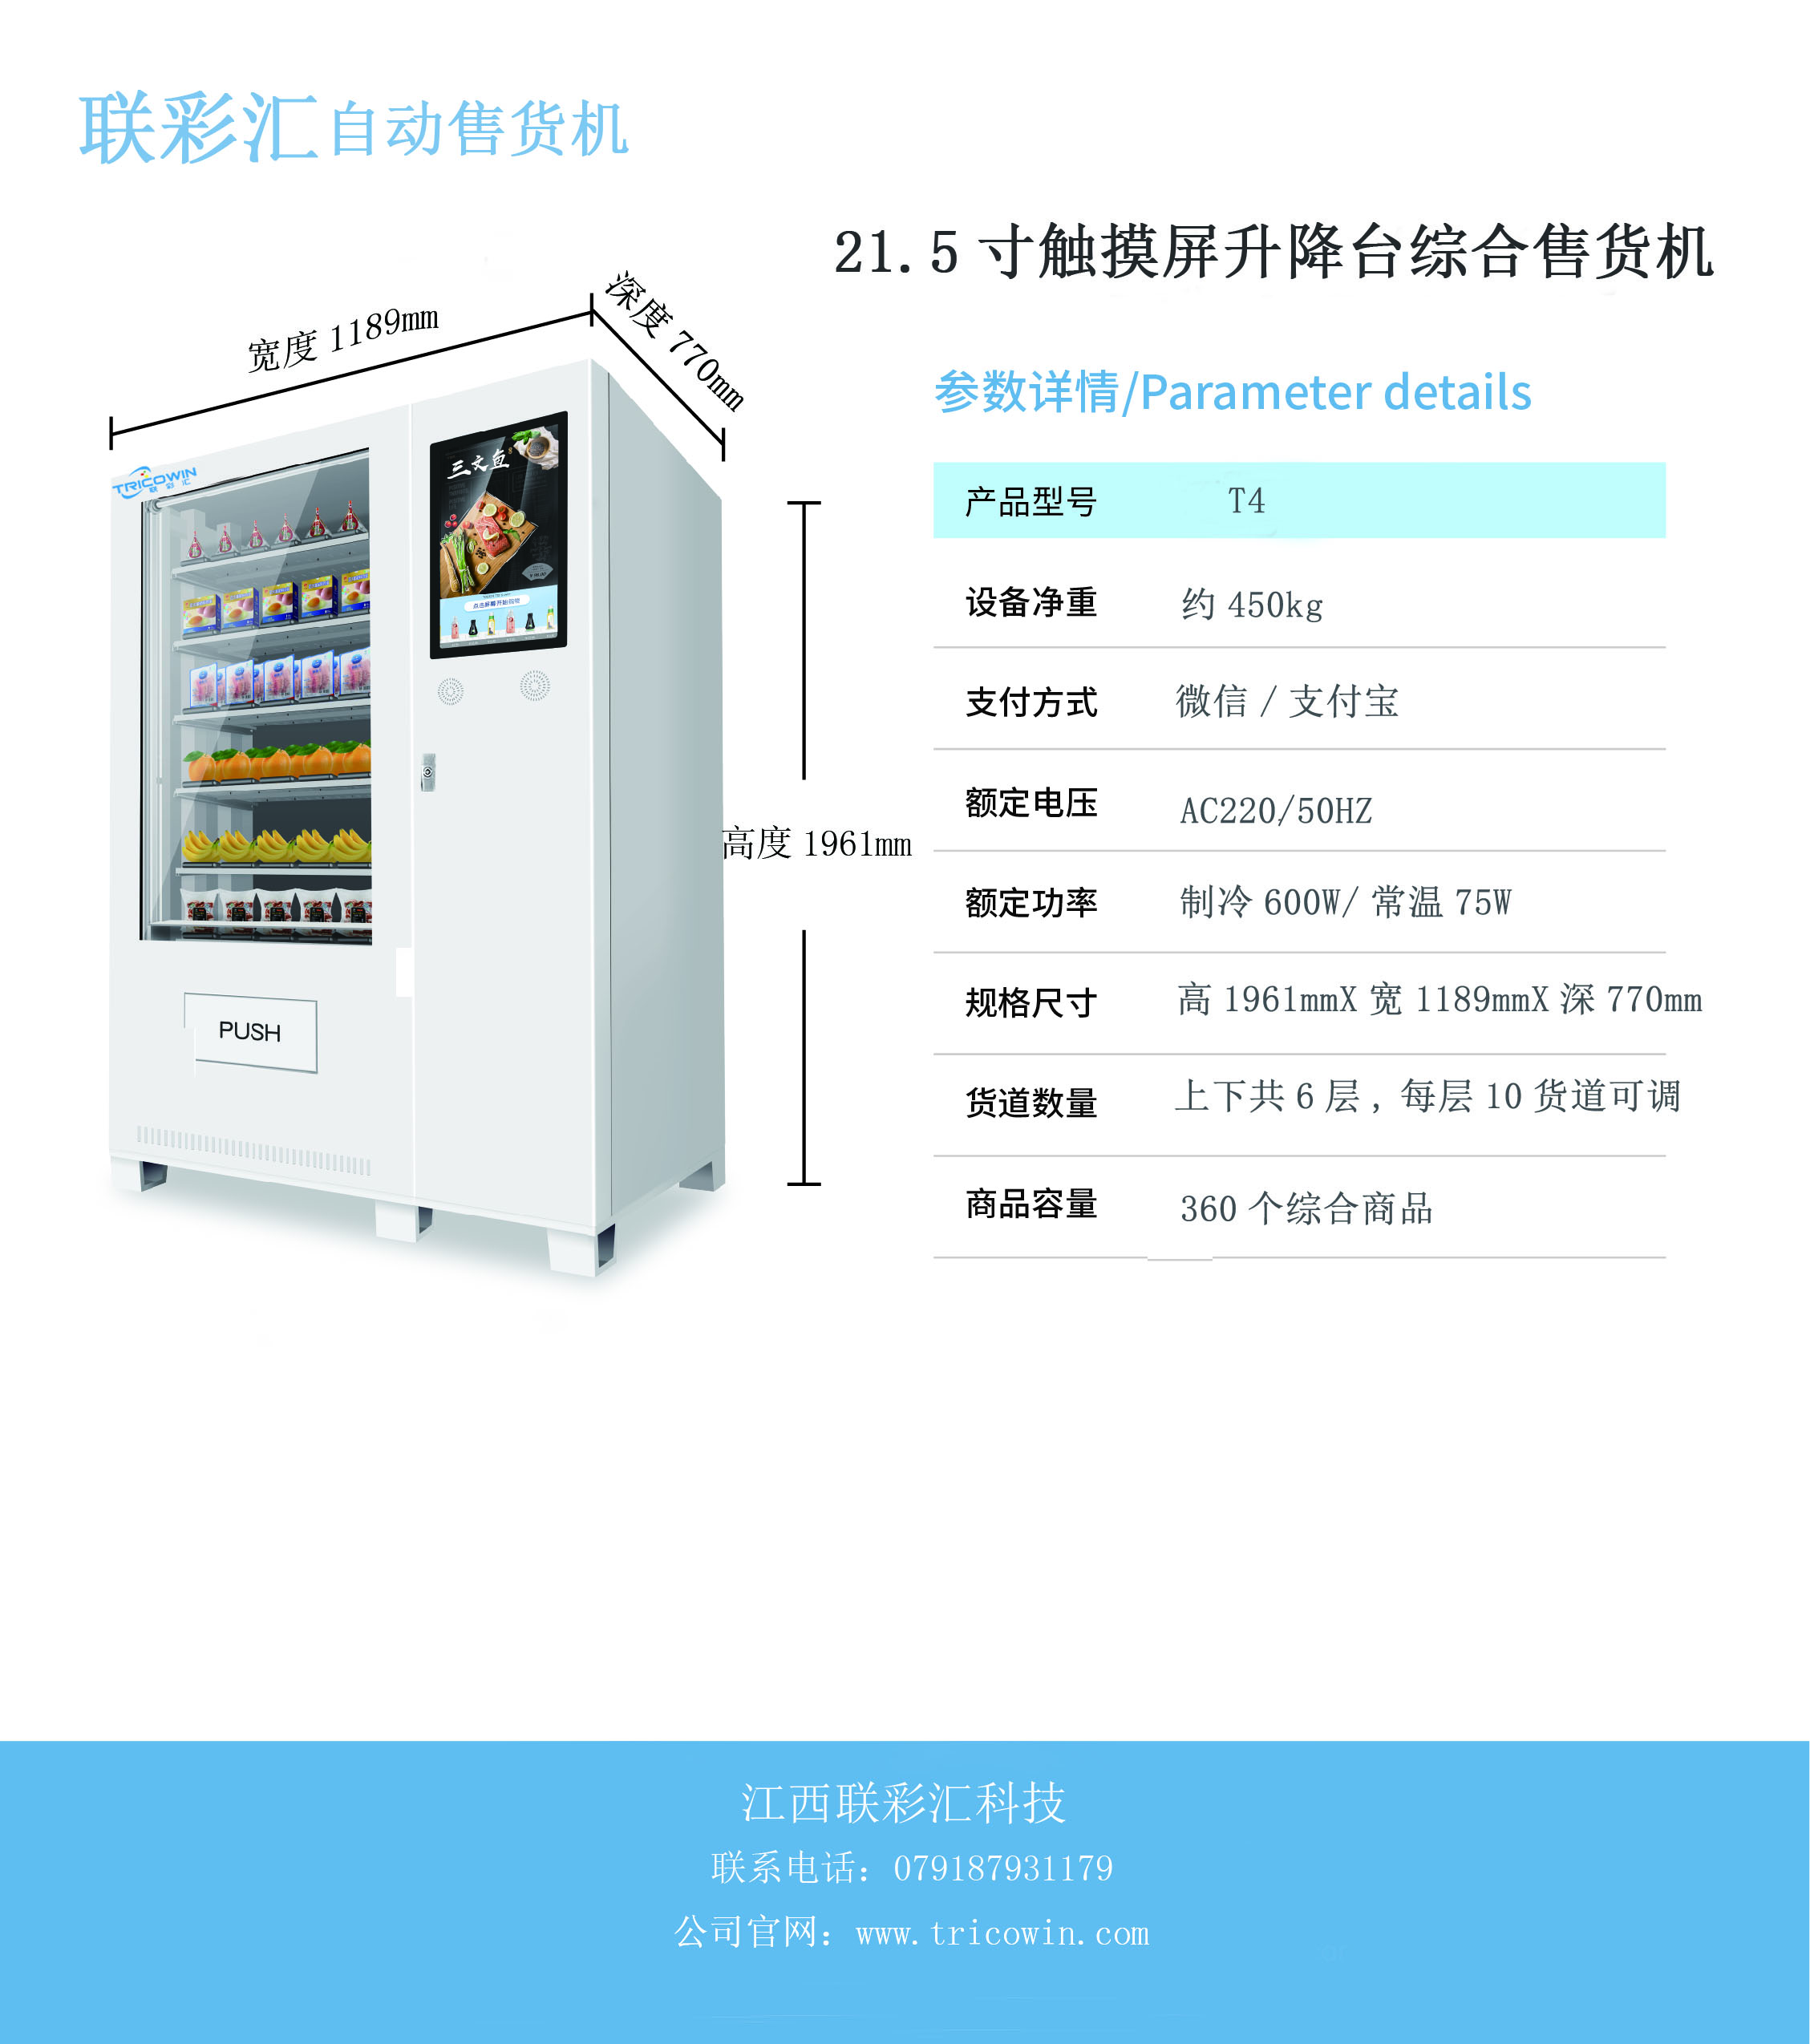 联彩汇自动售货机
21.5寸触摸屏升降台综合售货机
宽度 1189mm
深度 770mm
高度 1961mm
TRICOWIN
联彩汇
三文鱼
PUSH
参数详情/Parameter details
产品型号 T4
设备净重 约 450kg
支付方式 微信 / 支付宝
额定电压 AC220/50HZ
额定功率 制冷 600W/ 常温 75W
规格尺寸 高 1961mmX 宽 1189mmX 深 770mm
货道数量 上下共 6 层，每层 10 货道可调
商品容量 360 个综合商品
江西联彩汇科技
联系电话：079187931179
公司官网：www.tricowin.com